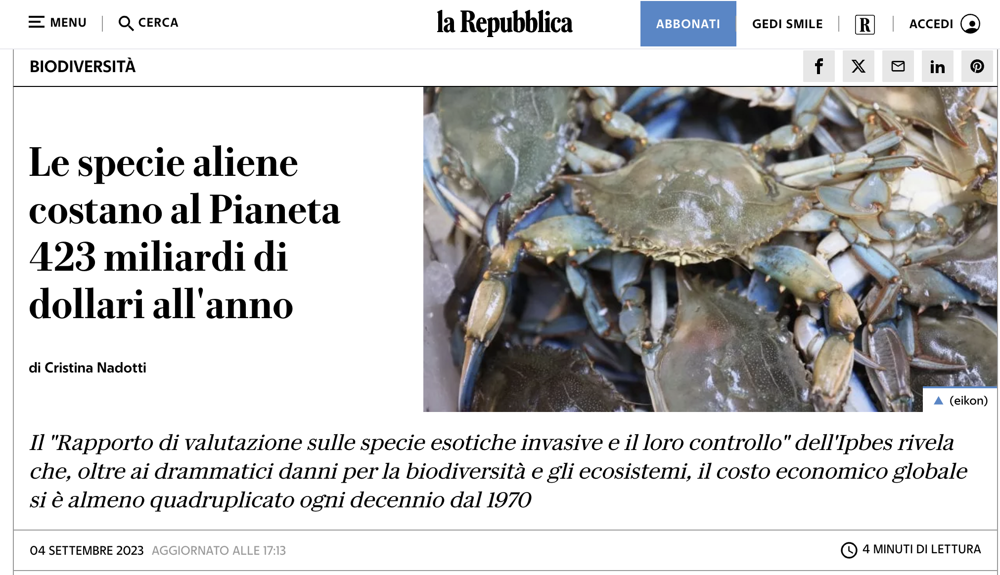 MENU
CERCA
la Repubblica
ABBONATI
GEDI SMILE
R
ACCEDI
BIODIVERSITÀ
Le specie aliene
costano al Pianeta
423 miliardi di
dollari all'anno
di Cristina Nadotti
(eikon)
Il "Rapporto di valutazione sulle specie esotiche invasive e il loro controllo" dell'Ipbes rivela
che, oltre ai drammatici danni per la biodiversità e gli ecosistemi, il costo economico globale
si è almeno quadruplicato ogni decennio dal 1970
04 SETTEMBRE 2023 AGGIORNATO ALLE 17:13
4 MINUTI DI LETTURA